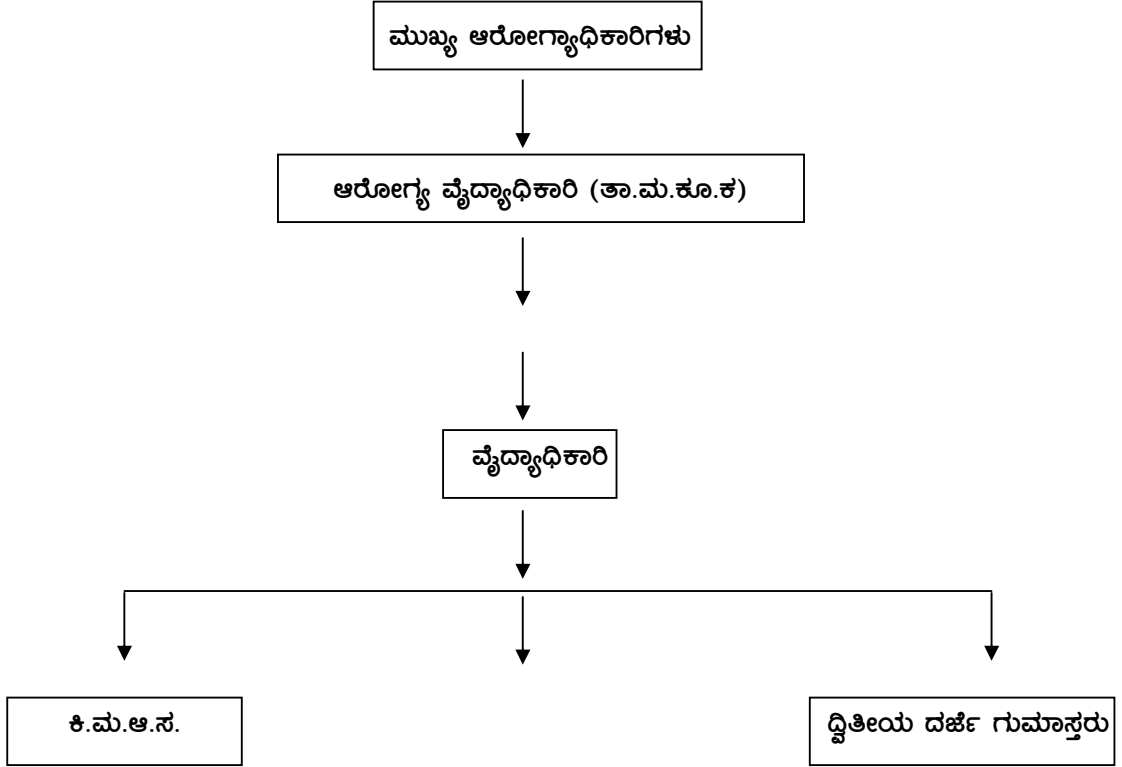 ಮುಖ್ಯ ಆರೋಗ್ಯಾಧಿಕಾರಿಗಳು
ಆರೋಗ್ಯ ವೈದ್ಯಾಧಿಕಾರಿ (ತಾ.ಮ.ಕೂ.ಕ)
ವೈದ್ಯಾಧಿಕಾರಿ
ಕಿ.ಮ.ಆ.ಸ.
ದ್ವಿತೀಯ ದರ್ಜೆ ಗುಮಾಸ್ತರು